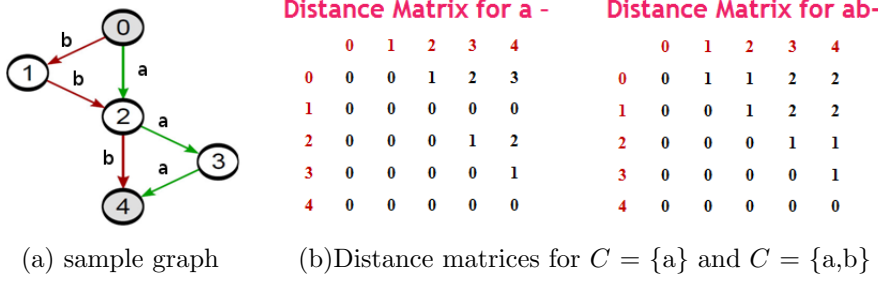 Distance Matrix for a -
Distance Matrix for ab-
0
b
a
1
b
2
a
b
a
3
4
0 1 2 3 4
0 0 0 1 2 3
1 0 0 0 0 0
2 0 0 0 1 2
3 0 0 0 0 1
4 0 0 0 0 0
0 1 2 3 4
0 0 1 1 2 2
1 0 0 1 2 2
2 0 0 0 1 1
3 0 0 0 0 1
4 0 0 0 0 0
(a) sample graph
(b)Distance matrices for C = {a} and C = {a,b}